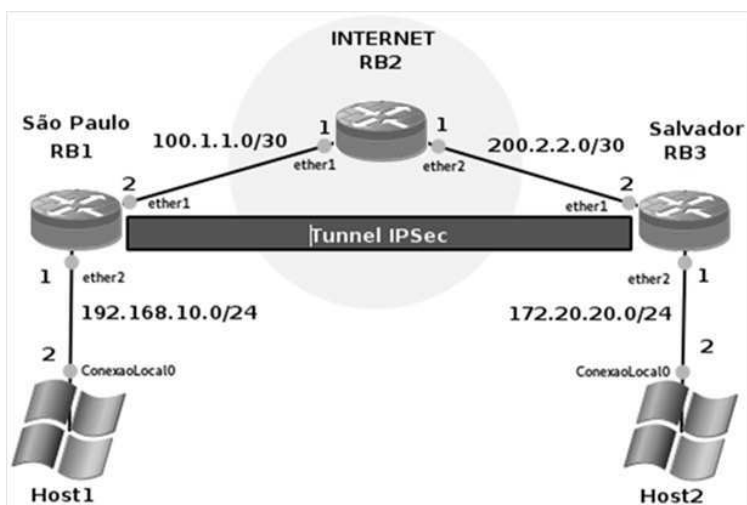 INTERNET
RB2
São Paulo
RB1
100.1.1.0/30
1
1
200.2.2.0/30
Salvador
RB3
ether1
ether2
2
ether1
2
ether1
Tunnel IPSec
1
ether2
192.168.10.0/24
ether2
1
172.20.20.0/24
2
ConexaoLocal0
2
ConexaoLocal0
Host1
Host2